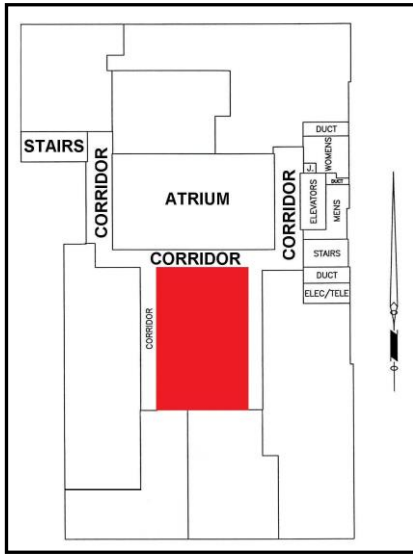 DUCT
WOMENS
STAIRS
CORRIDOR
J.
ELEVATORS
DUCT
MENS
ATRIUM
CORRIDOR
CORRIDOR
STAIRS
DUCT
ELEC/TELE
CORRIDOR